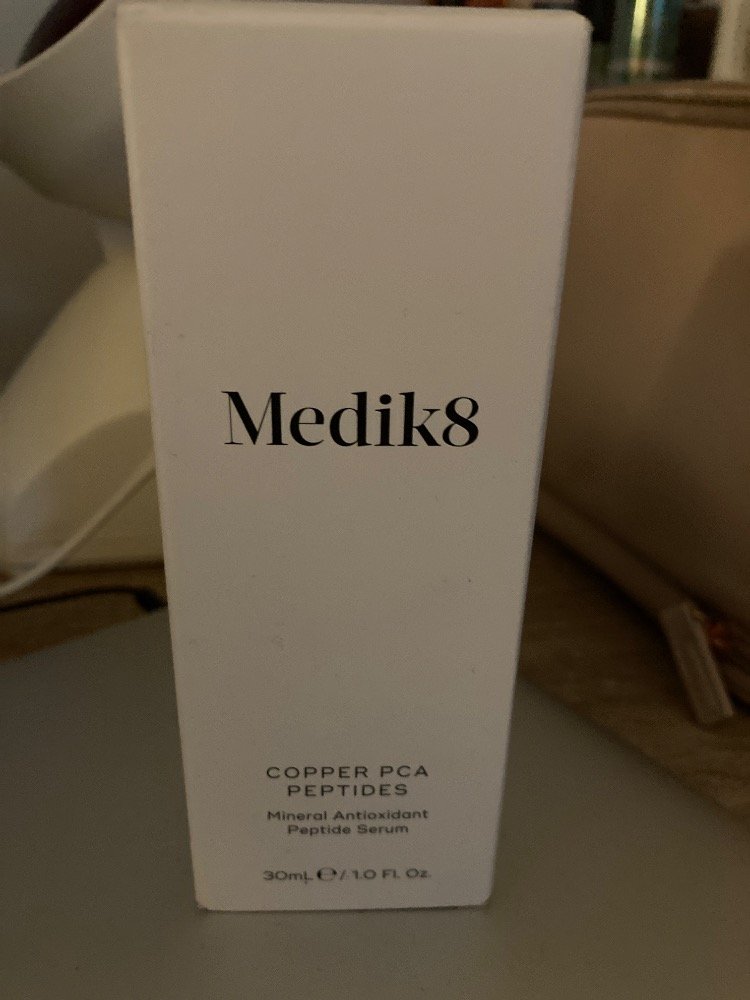 Medik8
COPPER PCA
PEPTIDES
Mineral Antioxidant
Peptide Serum
30mL ℮ / 1.0 Fl. Oz.